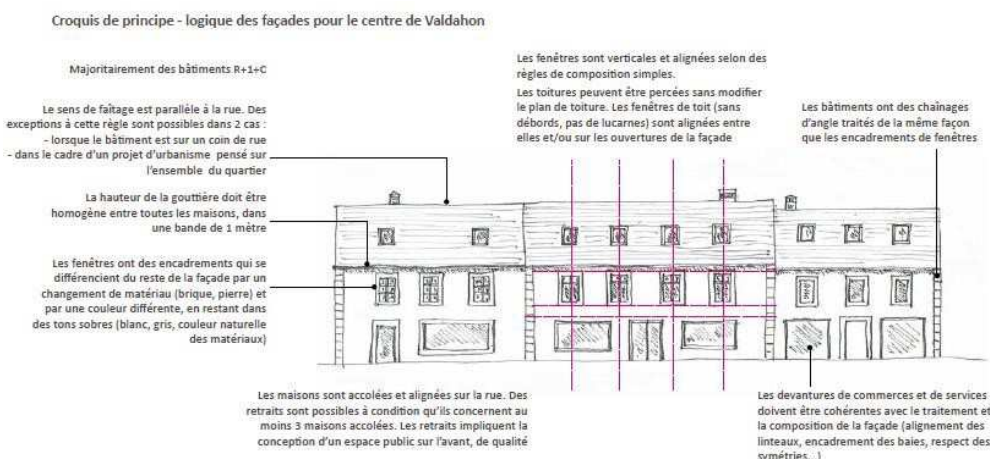 Croquis de principe - logique des façades pour le centre de Valdahon
Majoritairement des bâtiments R+1+C
Le sens de faîtage est parallèle à la rue. Des
exceptions à cette règle sont possibles dans 2 cas :
- lorsque le bâtiment est sur un coin de rue
- dans le cadre d'un projet d'urbanisme pensé sur
l'ensemble du quartier
La hauteur de la gouttière doit être
homogène entre toutes les maisons, dans
une bande de 1 mètre
Les fenêtres ont des encadrements qui se
différencient du reste de la façade par un
changement de matériau (brique, pierre) et
par une couleur différente, en restant dans
des tons sobres (blanc, gris, couleur naturelle
des matériaux)
Les fenêtres sont verticales et alignées selon des
règles de composition simples.
Les toitures peuvent être percées sans modifier
le plan de toiture. Les fenêtres de toit (sans
débords, pas de lucarnes) sont alignées entre
elles et/ou sur les ouvertures de la façade
Les bâtiments ont des chaînages
d'angle traités de la même façon
que les encadrements de fenêtres
Les maisons sont accolées et alignées sur la rue. Des
retraits sont possibles à condition qu'ils concernent au
moins 3 maisons accolées. Les retraits impliquent la
conception d'un espace public sur l'avant, de qualité
Les devantures de commerces et de services
doivent être cohérentes avec le traitement et
la composition de la façade (alignement des
linteaux, encadrement des baies, respect des
symétries...)